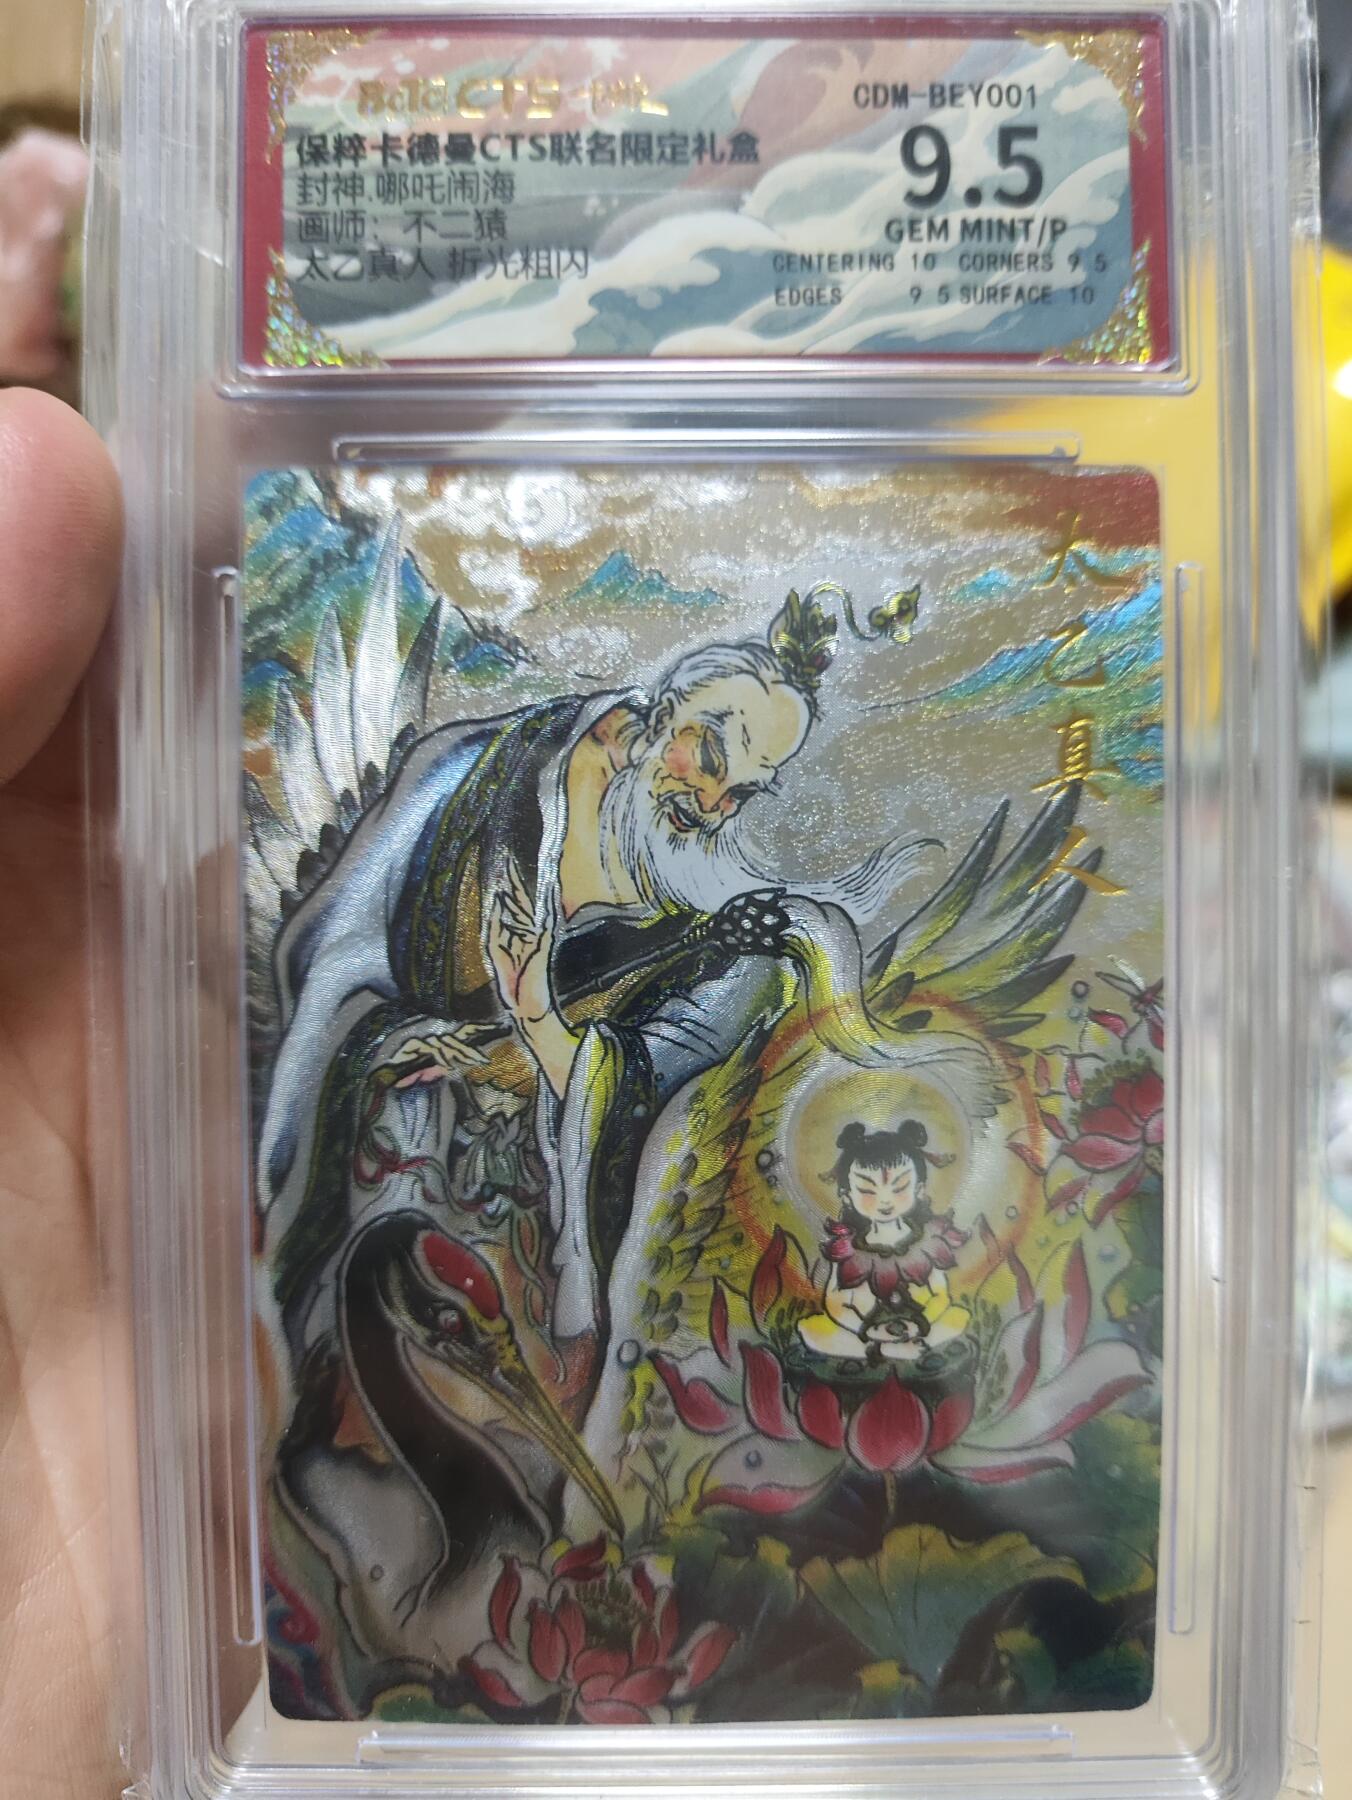 CTS
CDM-BEY001
保粹卡德曼CTS联名限定礼盒
9.5
封神.哪吒闹海
画师：不二猿
GEM MINT/P
太乙真人 折光粗闪
CENTERING 10 CORNERS 9.5
EDGES 9.5 SURFACE 10
太乙真人